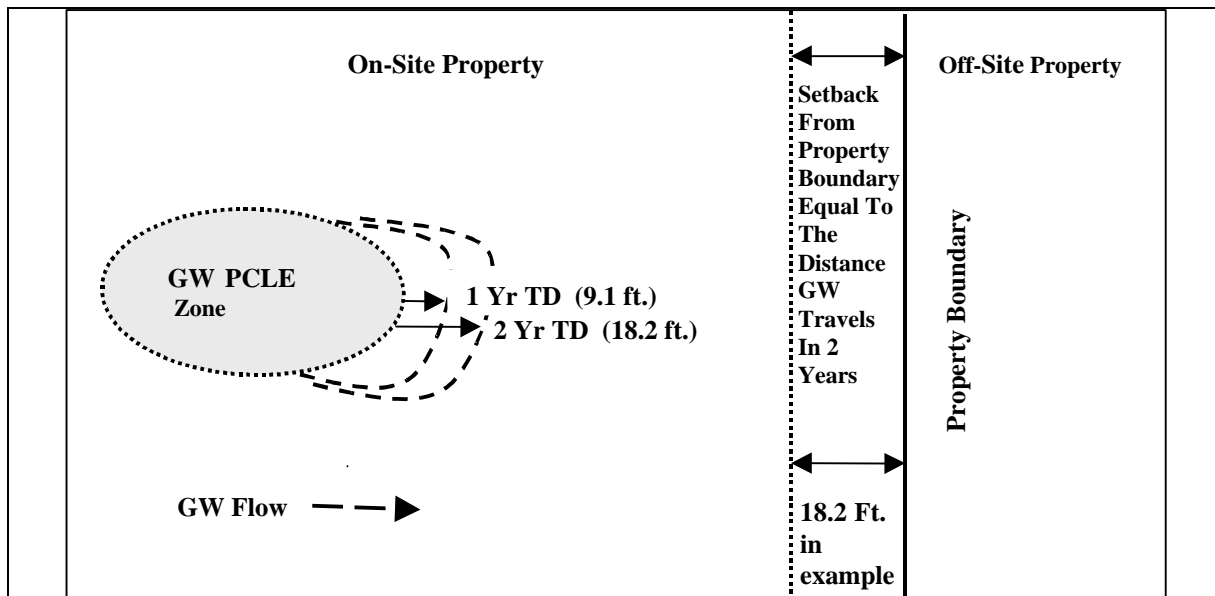 On-Site Property
Off-Site Property
Setback
From
Property
Boundary
Equal To
The
Distance
GW
Travels
In 2
Years
Property Boundary
GW PCLE
Zone
1 Yr TD (9.1 ft.)
2 Yr TD (18.2 ft.)
GW Flow
18.2 Ft.
in
example